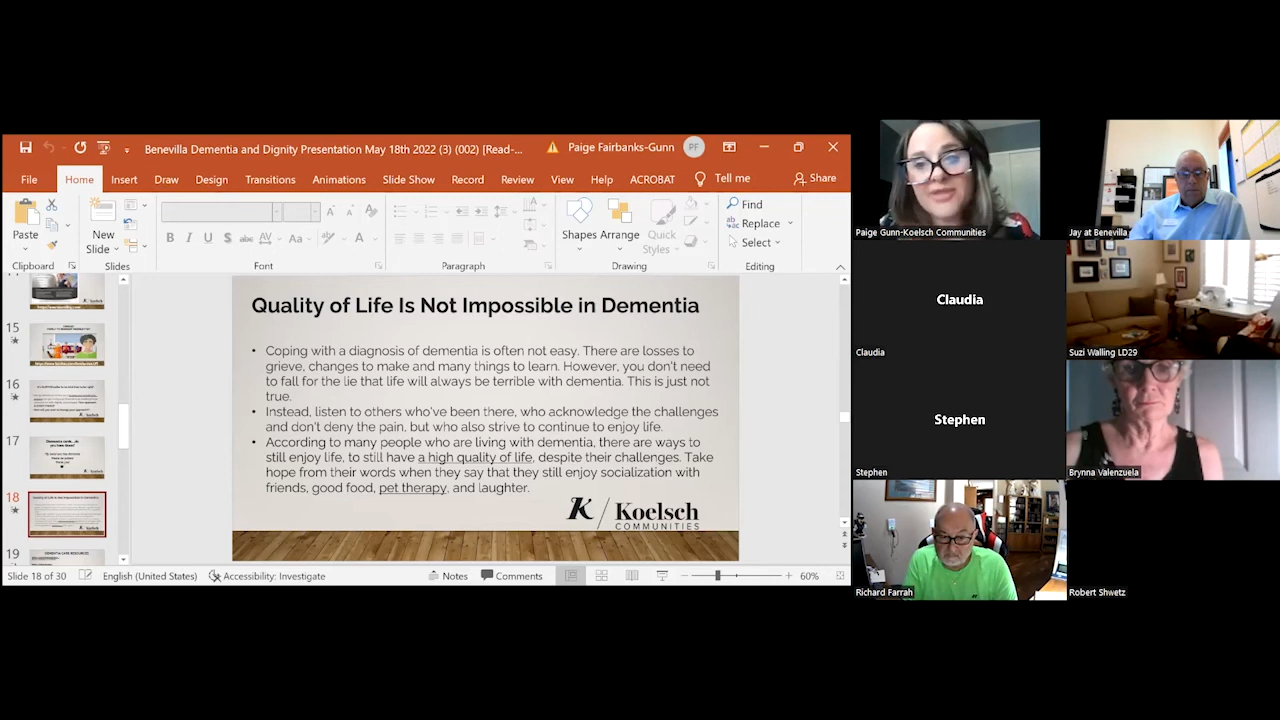 Benevilla Dementia and Dignity Presentation May 18th 2022 (3) (002) [Read-...
Paige Fairbanks-Gunn
PF
File
Home
Insert
Draw
Design
Transitions
Animations
Slide Show
Record
Review
View
Help
ACROBAT
Tell me
Share
Paste
New
Slide
B I U S ab AV Aa A
Shapes
Arrange
Quick
Styles
Find
Replace
Select
Clipboard
Slides
Font
Paragraph
Drawing
Editing
15
16
17
18
19
Quality of Life Is Not Impossible in Dementia
• Coping with a diagnosis of dementia is often not easy. There are losses to
grieve, changes to make and many things to learn. However, you don't need
to fall for the lie that life will always be terrible with dementia. This is just not
true.
• Instead, listen to others who've been there, who acknowledge the challenges
and don't deny the pain, but who also strive to continue to enjoy life.
• According to many people who are living with dementia, there are ways to
still enjoy life, to still have a high quality of life, despite their challenges. Take
hope from their words when they say that they still enjoy socialization with
friends, good food, pet therapy, and laughter.
K / Koelsch
COMMUNITIES
Slide 18 of 30
English (United States)
Accessibility: Investigate
Notes
Comments
60%
Paige Gunn-Koelsch Communities
Jay at Benevilla
Claudia
Claudia
Suzi Walling LD29
Stephen
Stephen
Brynna Valenzuela
Richard Farrah
Robert Shwetz